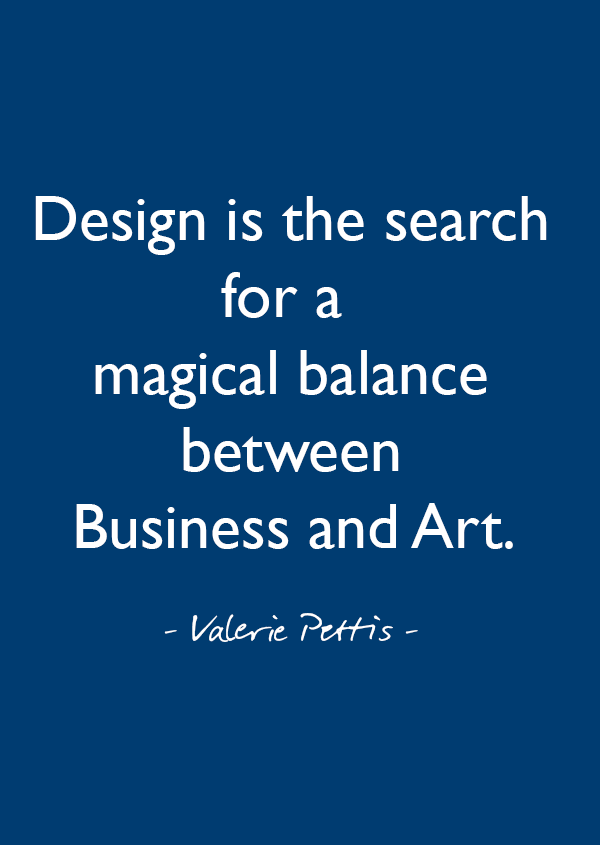 Design is the search
for a
magical balance
between
Business and Art.
- Valerie Pettis -